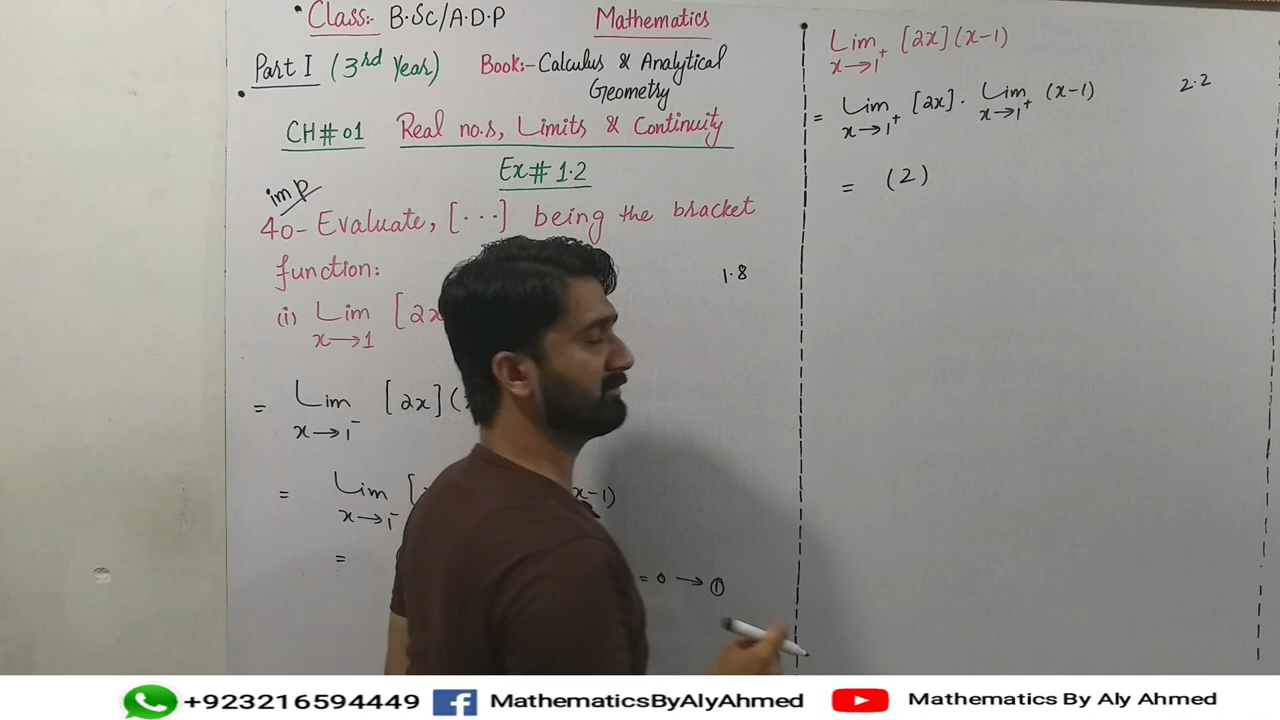 • Class:- B.Sc/A.D.P Mathematics
Part I (3rd Year) Book:- Calculus & Analytical
Geometry
CH#01 Real no.s, Limits & Continuity
Ex# 1.2
imp
40- Evaluate, [...] being the bracket
function:
1.8
(i) Lim [2x
x→1
= Lim [2x](
x→1⁻
= Lim [ x-1)
x→1⁻
=
= 0 → ①
Lim [2x](x-1)
x→1⁺
= Lim [2x] . Lim (x-1) 2.2
x→1⁺ x→1⁺
= (2)
+923216594449 MathematicsByAlyAhmed Mathematics By Aly Ahmed